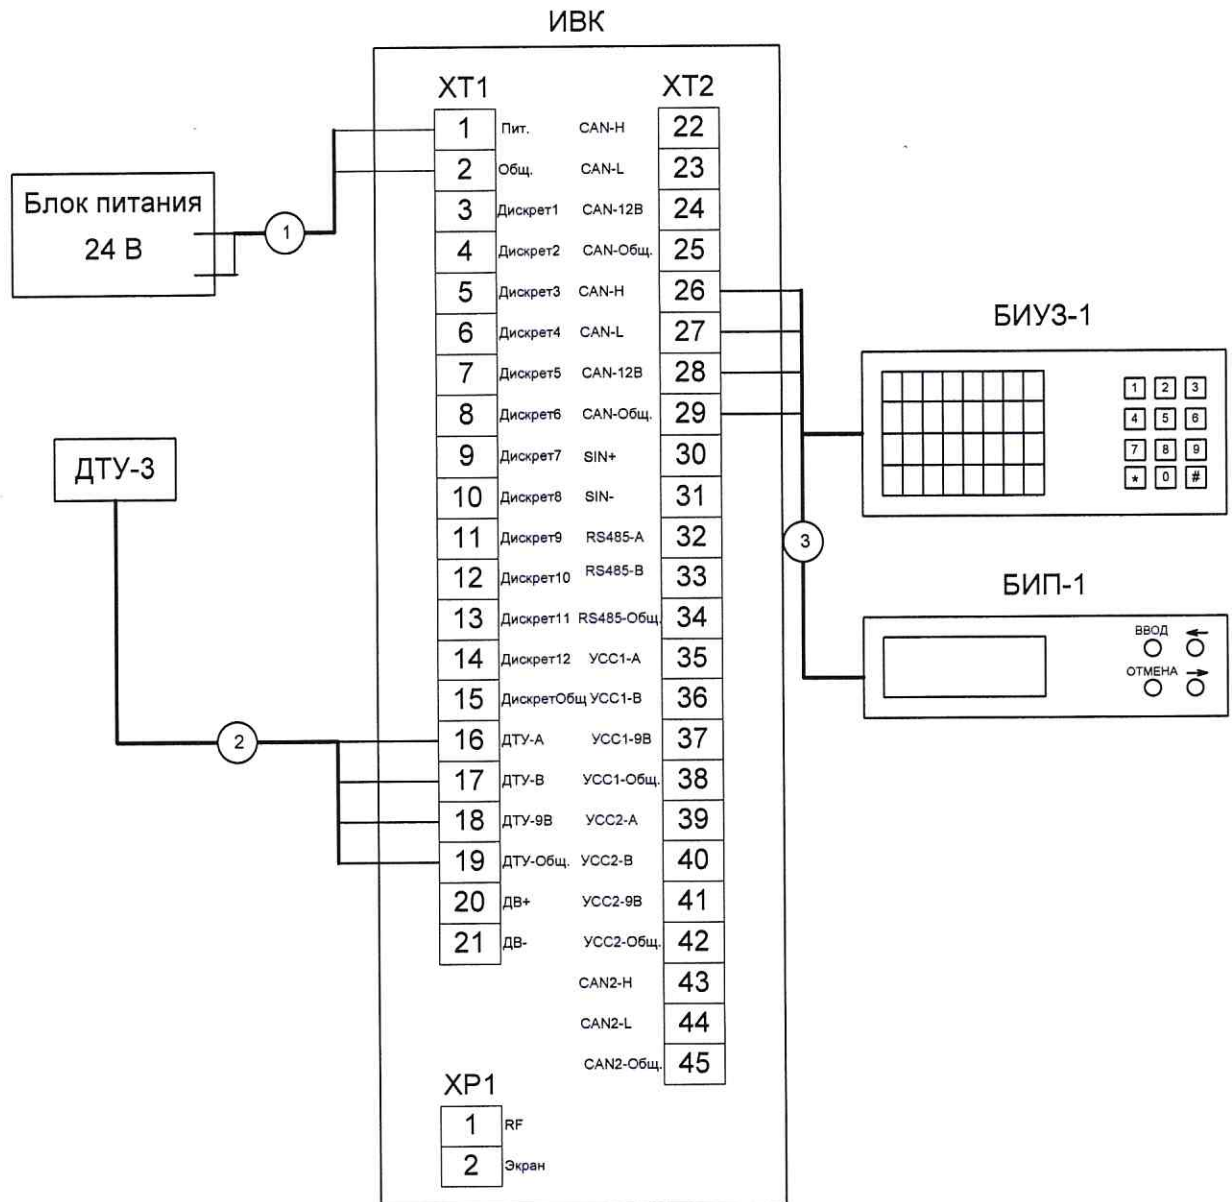 ИВК
XT1
XT2
1 Пит. CAN-H 22
2 Общ. CAN-L 23
3 Дискрет1 CAN-12В 24
4 Дискрет2 CAN-Общ. 25
5 Дискрет3 CAN-H 26
6 Дискрет4 CAN-L 27
7 Дискрет5 CAN-12В 28
8 Дискрет6 CAN-Общ. 29
9 Дискрет7 SIN+ 30
10 Дискрет8 SIN- 31
11 Дискрет9 RS485-A 32
12 Дискрет10 RS485-B 33
13 Дискрет11 RS485-Общ. 34
14 Дискрет12 УСС1-А 35
15 ДискретОбщ УСС1-В 36
16 ДТУ-А УСС1-9В 37
17 ДТУ-В УСС1-Общ. 38
18 ДТУ-9В УСС2-А 39
19 ДТУ-Общ. УСС2-В 40
20 ДВ+ УСС2-9В 41
21 ДВ- УСС2-Общ. 42
CAN2-H 43
CAN2-L 44
CAN2-Общ. 45
XP1
1 RF
2 Экран
Блок питания
24 В
1
ДТУ-3
2
3
БИУЗ-1
1 2 3
4 5 6
7 8 9
* 0 #
БИП-1
ВВОД ←
ОТМЕНА →